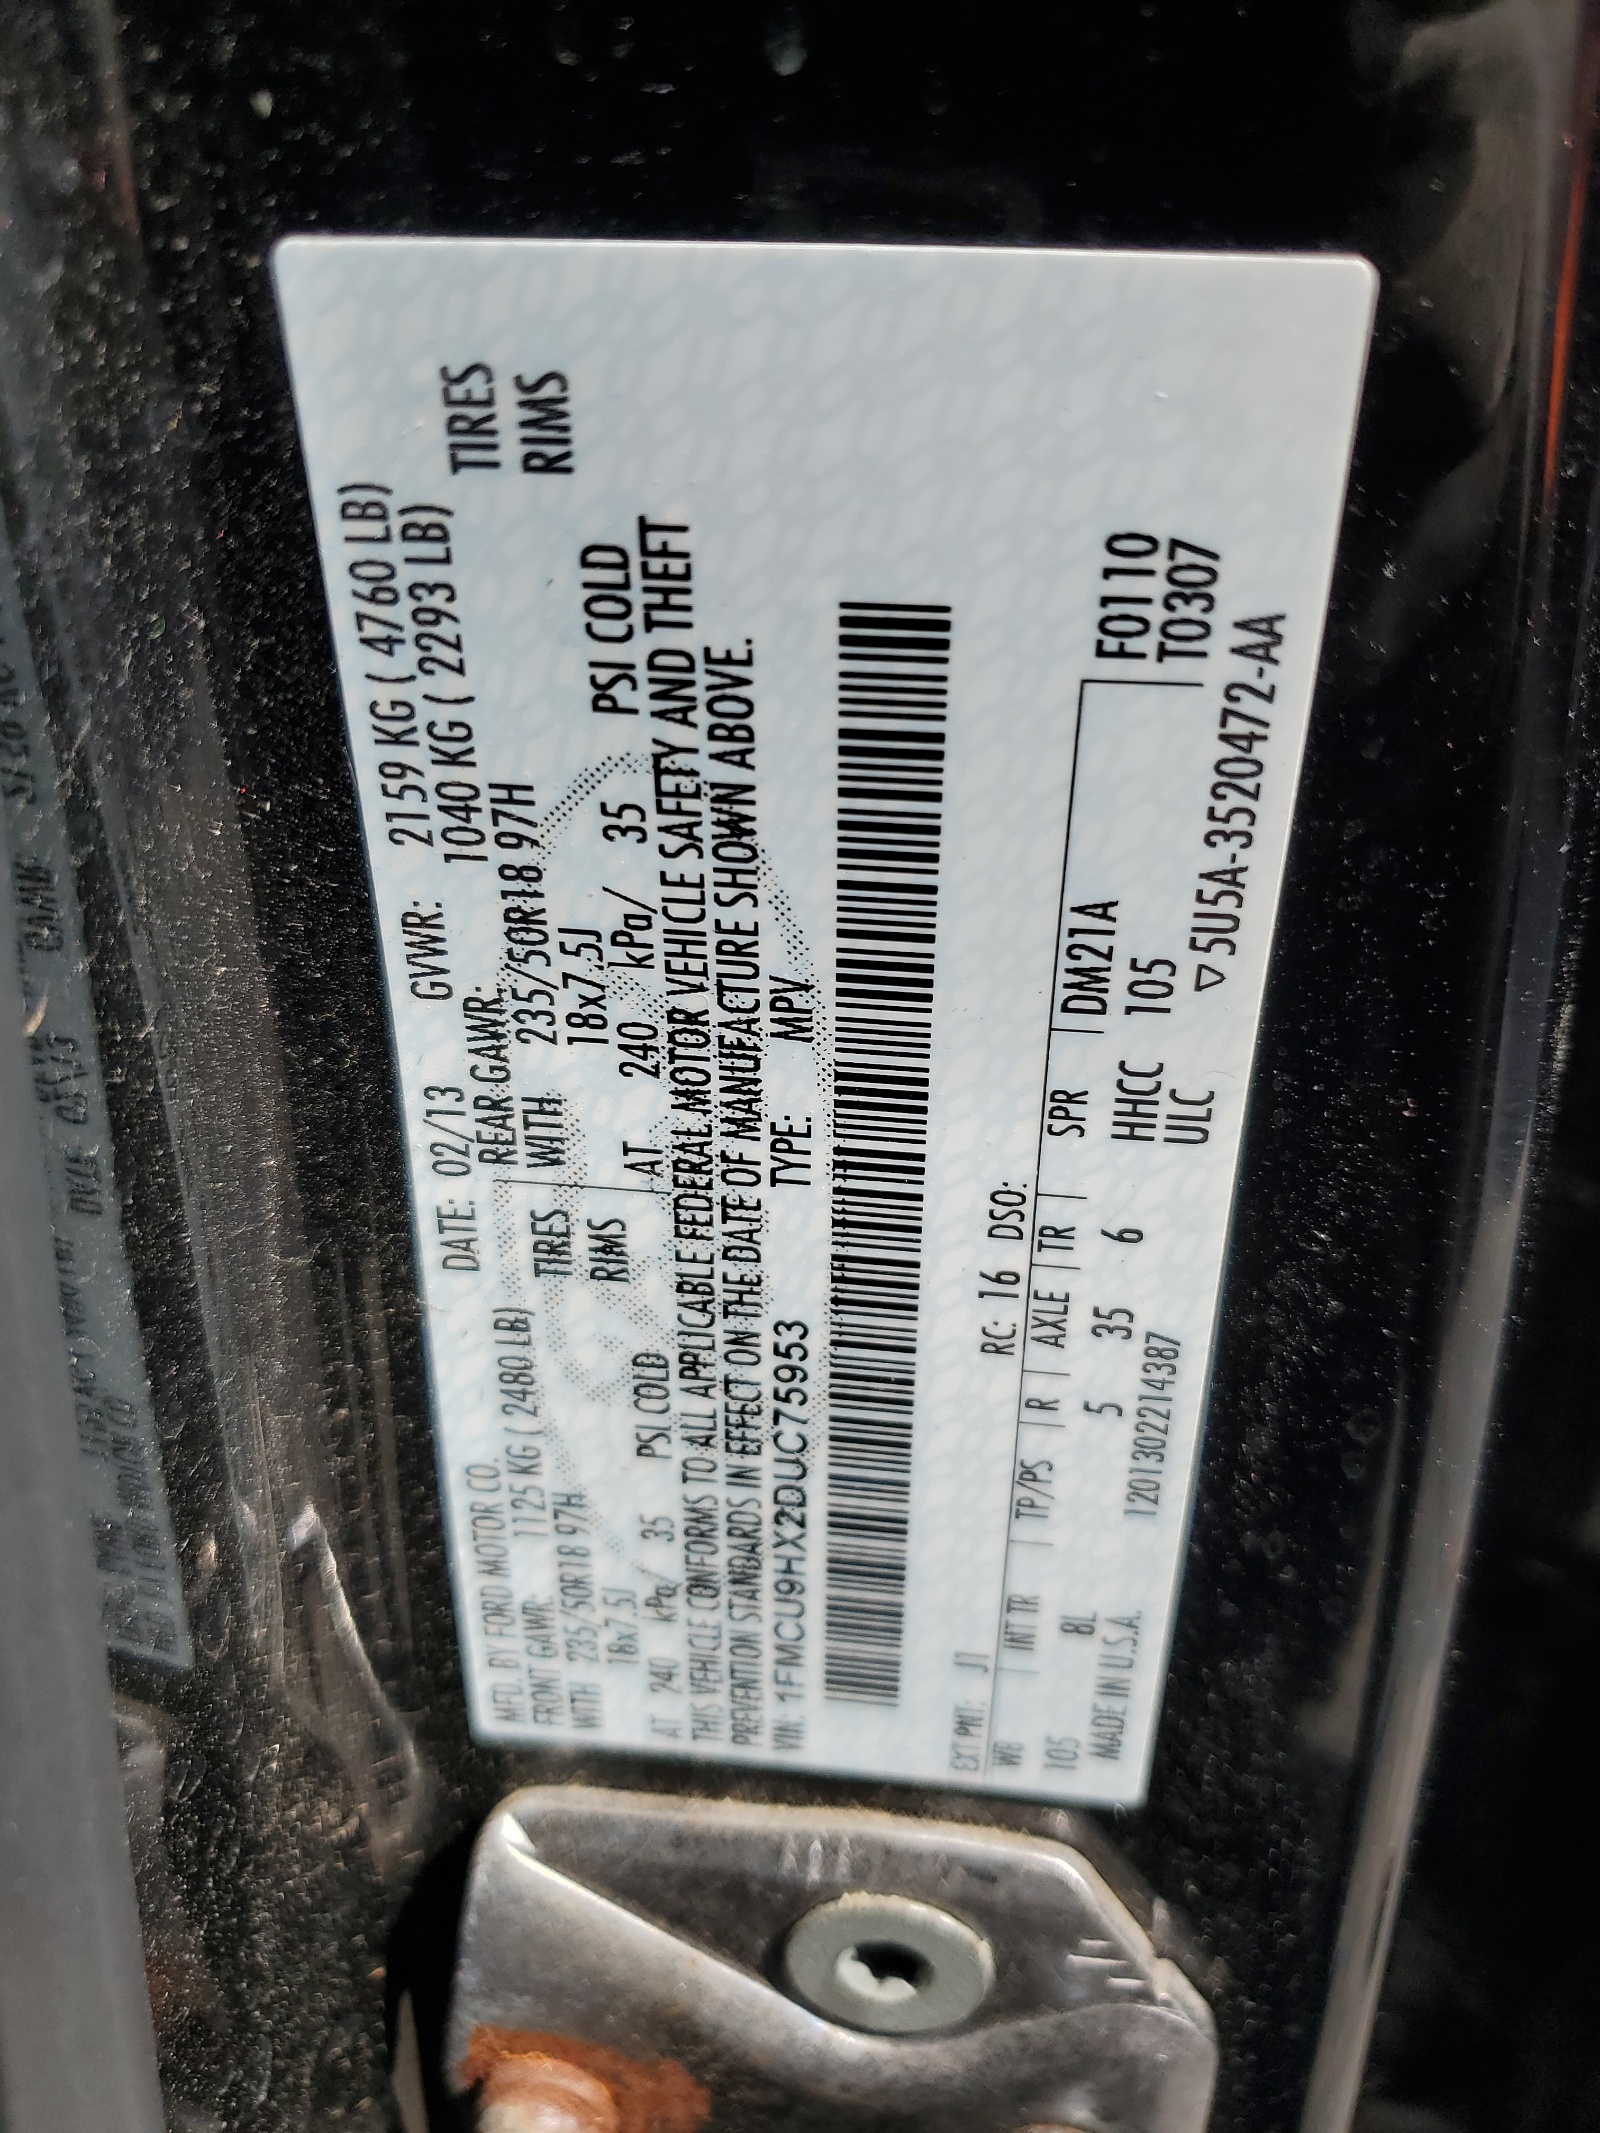 MFD. BY FORD MOTOR CO. DATE: 02/13 GVWR: 2159 KG ( 4760 LB)
FRONT GAWR: 1125 KG ( 2480 LB) REAR GAWR: 1040 KG ( 2293 LB)
WITH 235/50R18 97H TIRES WITH 235/50R18 97H TIRES
18x7.5J RIMS 18x7.5J RIMS
AT 240 kPa/ 35 PSI COLD AT 240 kPa/ 35 PSI COLD
THIS VEHICLE CONFORMS TO ALL APPLICABLE FEDERAL MOTOR VEHICLE SAFETY AND THEFT
PREVENTION STANDARDS IN EFFECT ON THE DATE OF MANUFACTURE SHOWN ABOVE.
VIN: 1FMCU9HX2DUC75953 TYPE: MPV
EXT PNT: J1 RC: 16 DSO:
WB INT TR TP/PS R AXLE TR SPR DM21A F0110
105 8L 5 35 6 HHCC 105 T0307
MADE IN U.S.A. 1201302214387 ULC ▽5U5A-3520472-AA